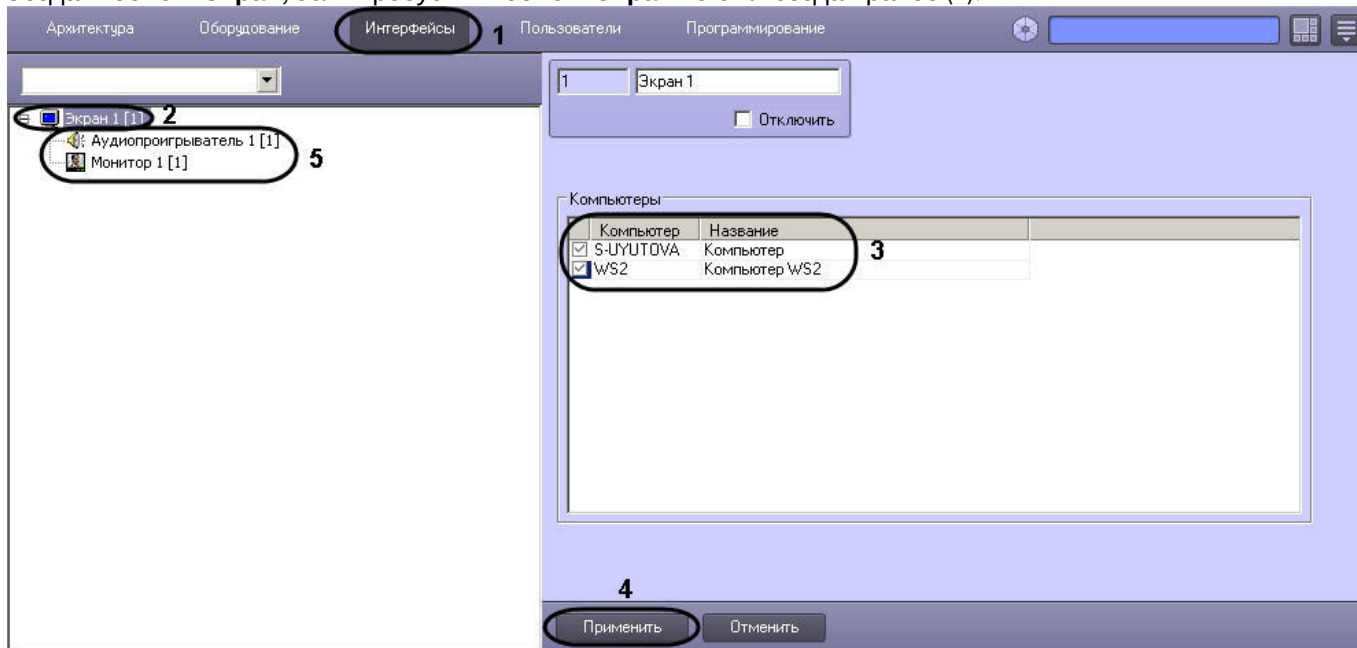 Архитектура Оборудование Интерфейсы 1 Пользователи Программирование
1 Экран 1
Отключить
Экран 1 [1] 2
Аудиопроигрыватель 1 [1]
Монитор 1 [1] 5
Компьютеры
Компьютер Название
S-UYUTOVA Компьютер 3
WS2 Компьютер WS2
4
Применить Отменить